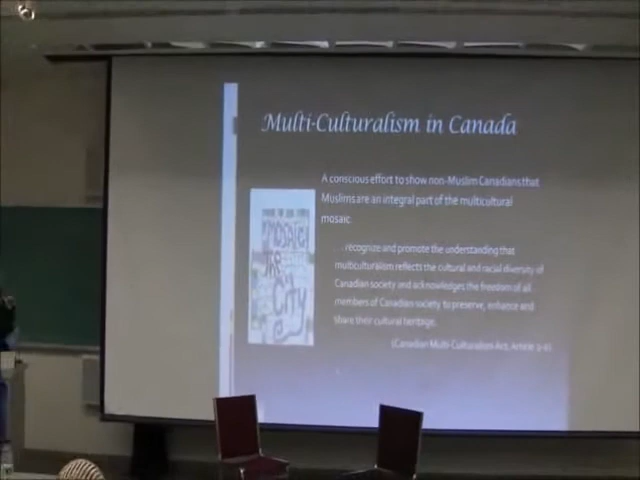 Multi-Culturalism in Canada
A conscious effort to show non-Muslim Canadians that
Muslims are an integral part of the multicultural
mosaic.
...recognize and promote the understanding that
multiculturalism reflects the cultural and racial diversity of
Canadian society and acknowledges the freedom of all
members of Canadian society to preserve, enhance and
share their cultural heritage.
(Canadian Multi-Culturalism Act, Article
MOSAIC
THE
CITY